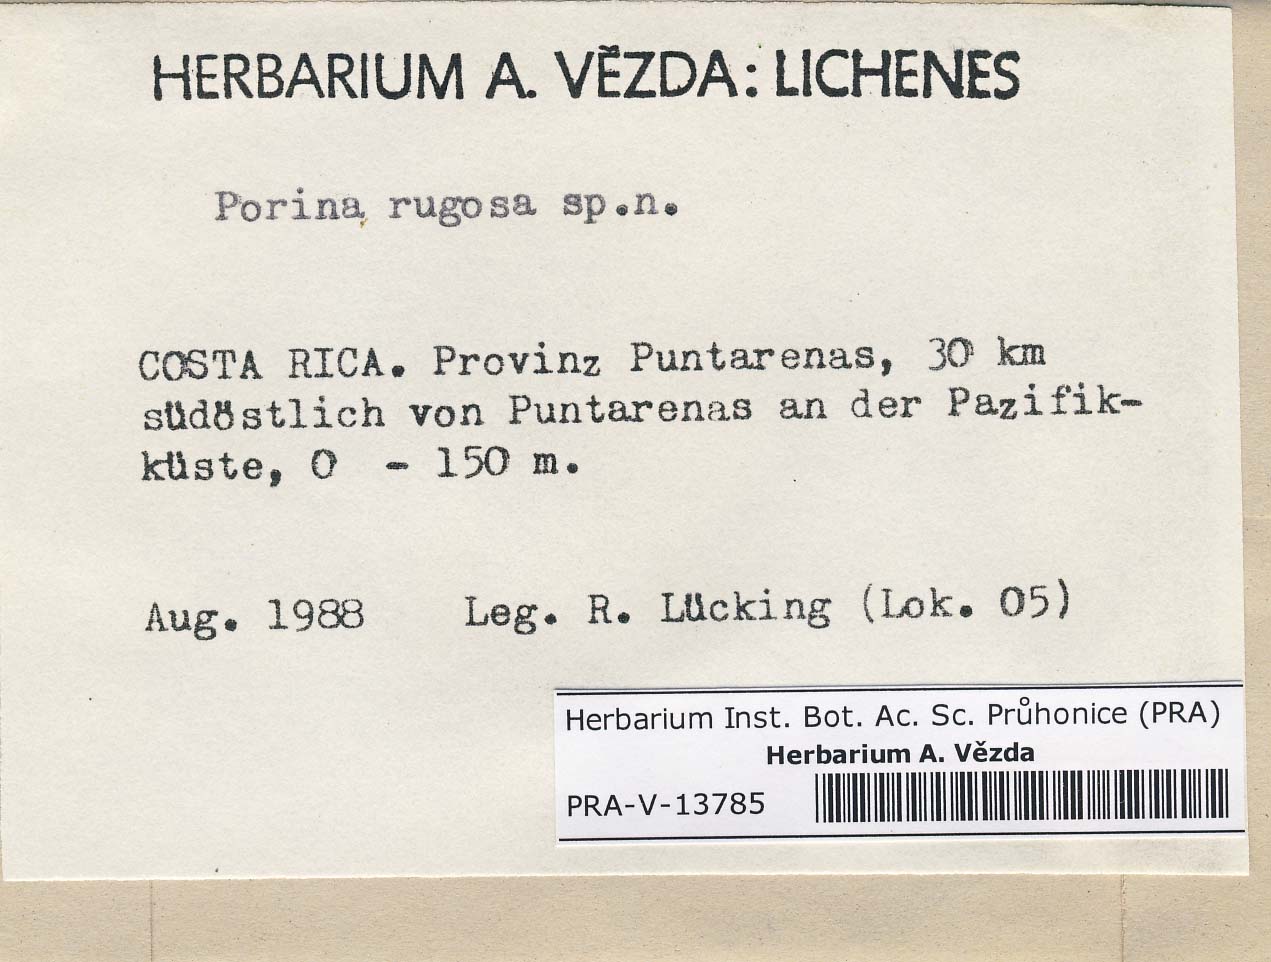 HERBARIUM A. VĚZDA: LICHENES
Porina rugosa sp.n.
COSTA RICA. Provinz Puntarenas, 30 km
südöstlich von Puntarenas an der Pazifik-
küste, 0 - 150 m.
Aug. 1988 Leg. R. Lücking (Lok. 05)
Herbarium Inst. Bot. Ac. Sc. Průhonice (PRA)
Herbarium A. Vězda
PRA-V-13785